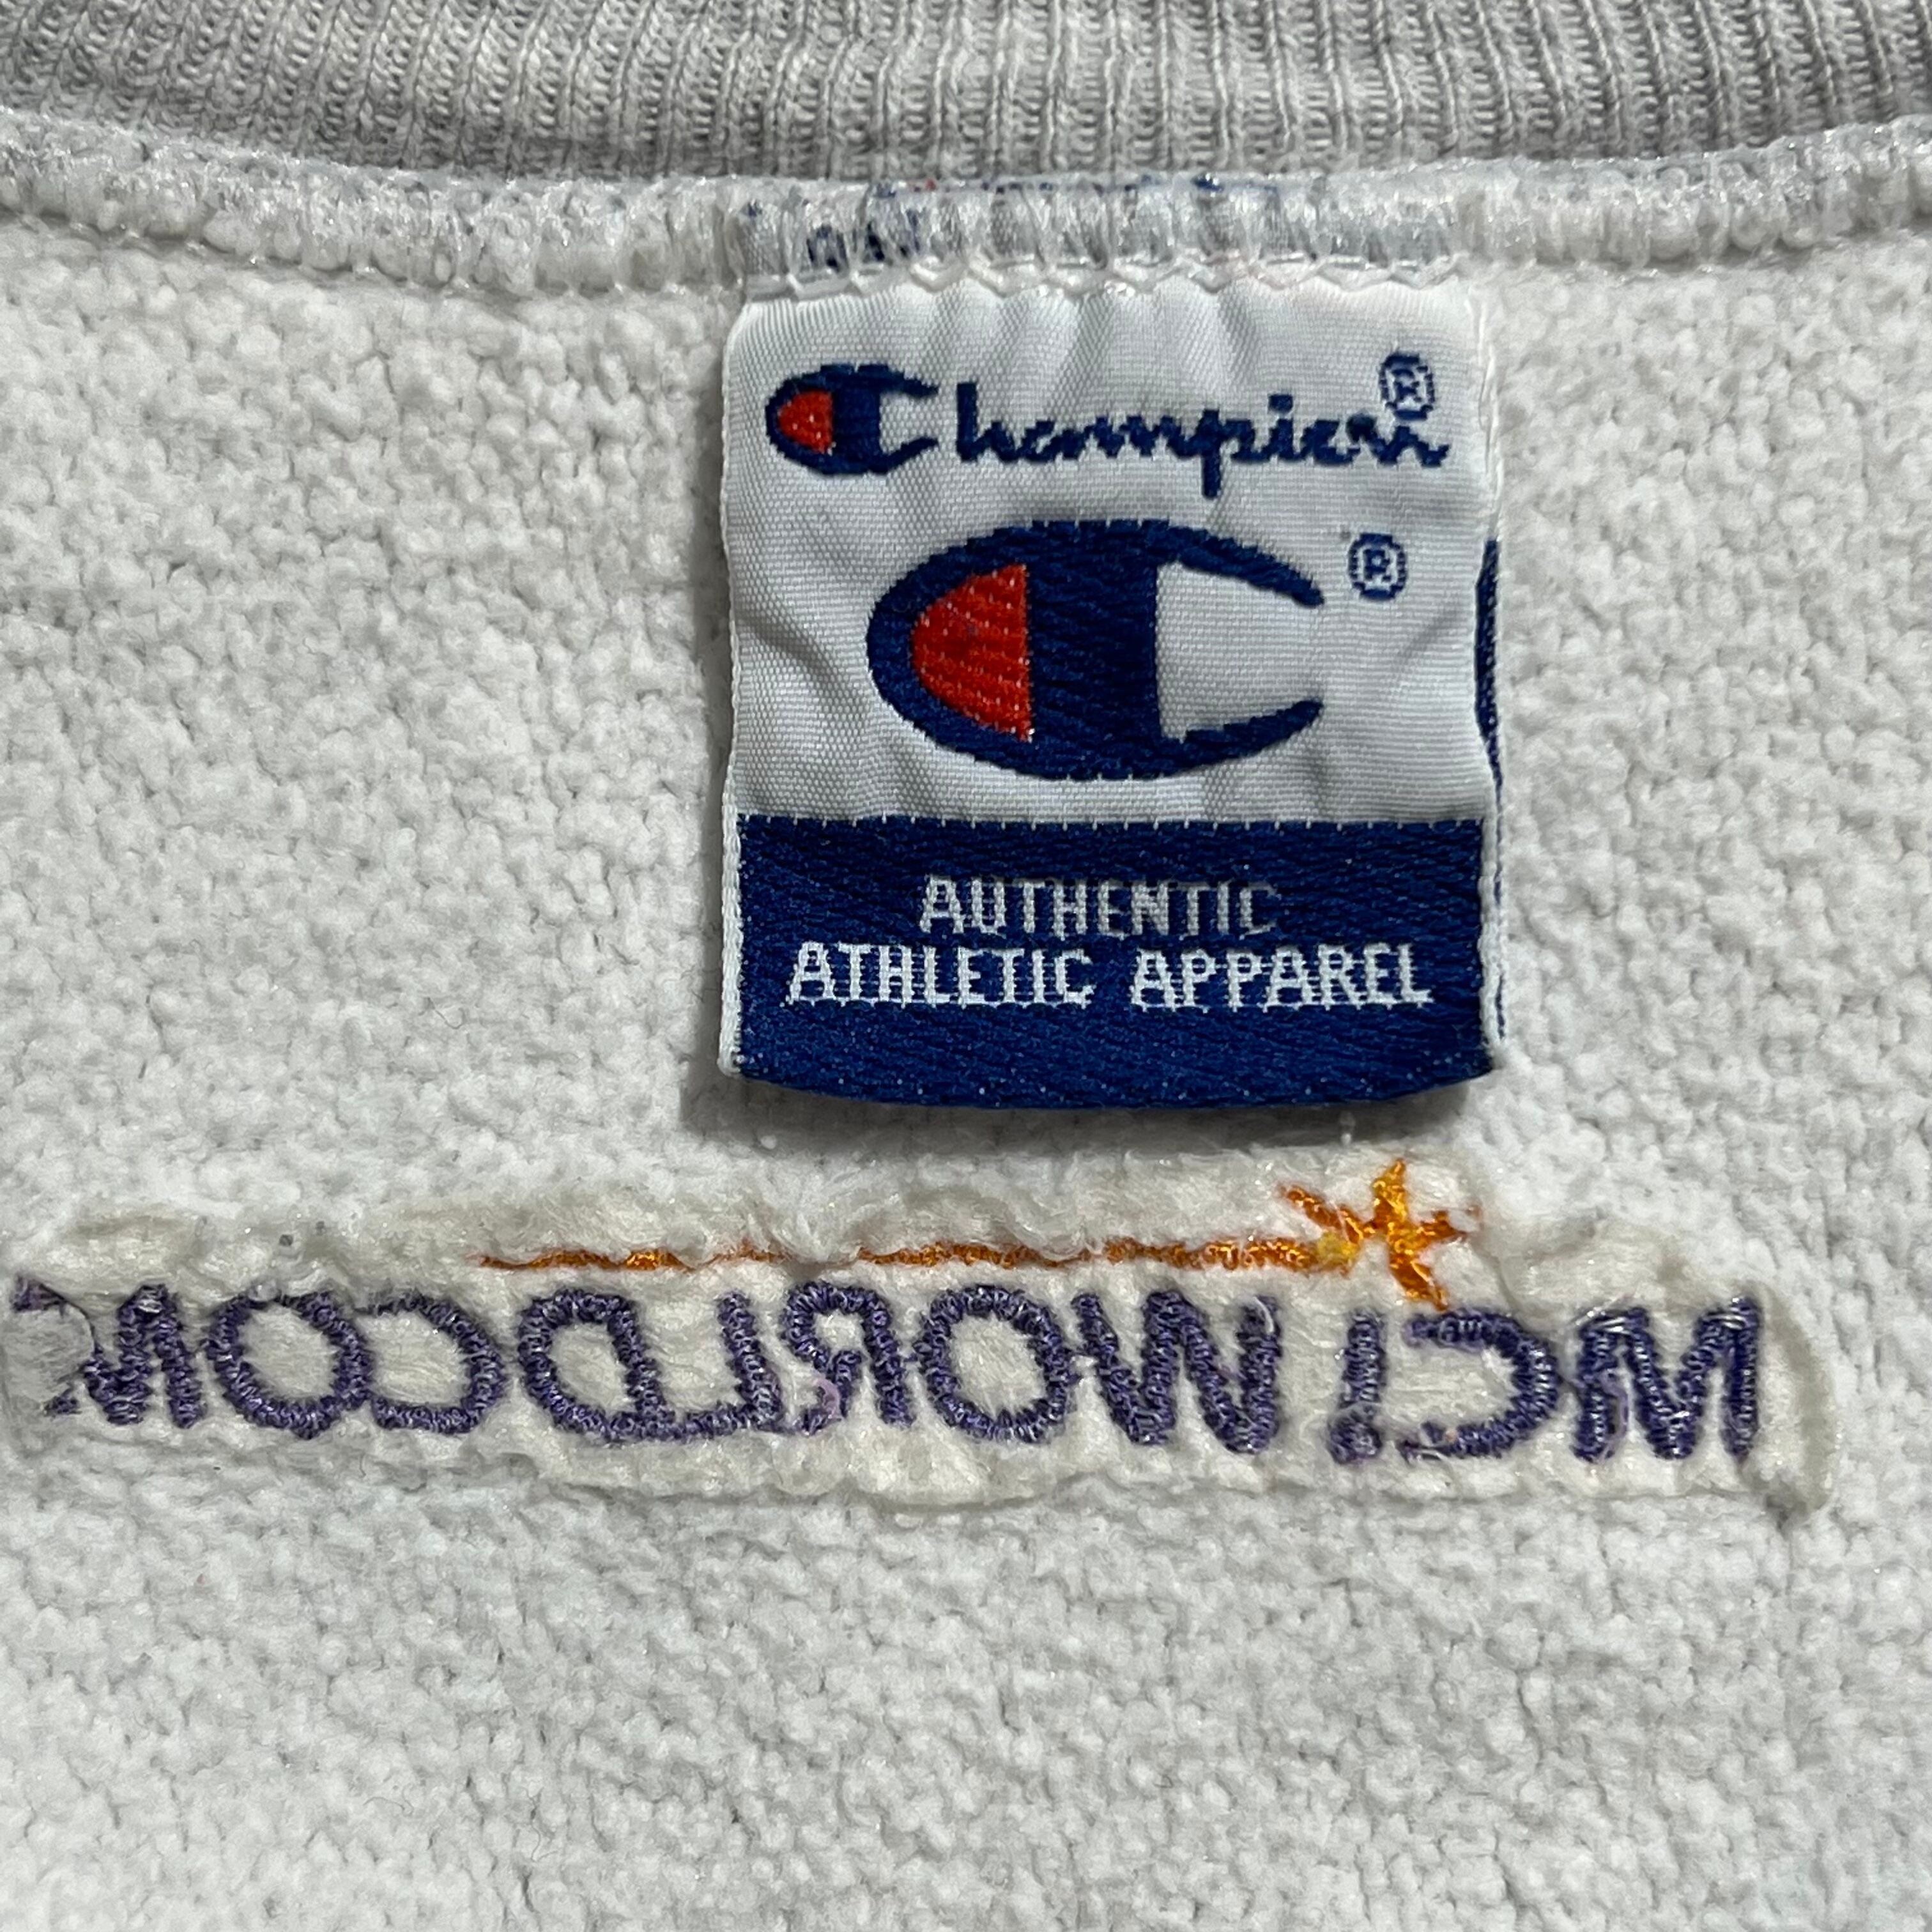 Champion®
®
AUTHENTIC
ATHLETIC APPAREL
MCI WORLDCOM